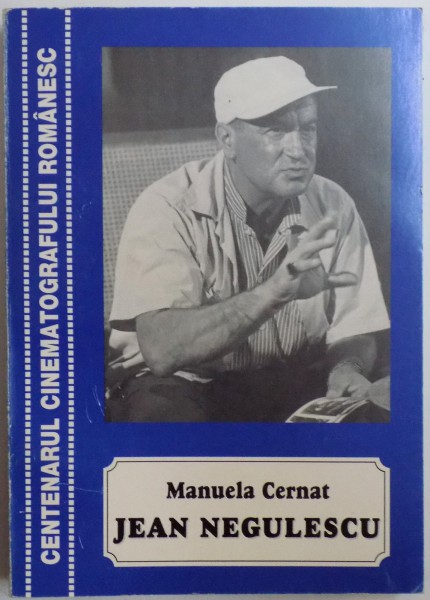 CENTENARUL CINEMATOGRAFULUI ROMÂNESC
Manuela Cernat
JEAN NEGULESCU